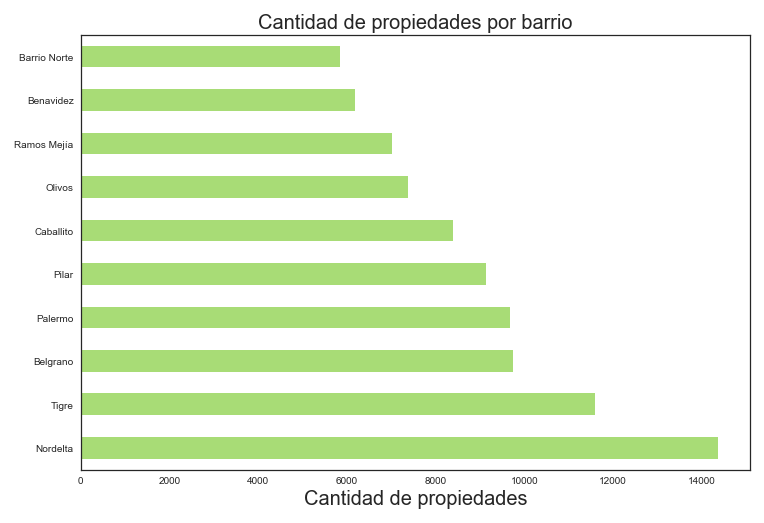 Cantidad de propiedades por barrio
Barrio Norte
Benavidez
Ramos Mejia
Olivos
Caballito
Pilar
Palermo
Belgrano
Tigre
Nordelta
0 2000 4000 6000 8000 10000 12000 14000
Cantidad de propiedades